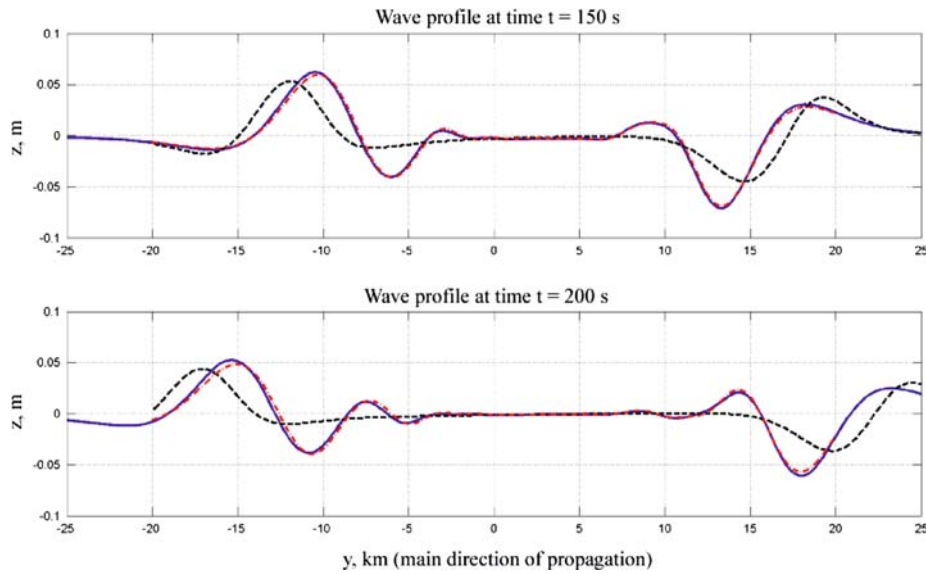 Wave profile at time t = 150 s
0.1
0.05
0
-0.05
-0.1
z, m
-25 -20 -15 -10 -5 0 5 10 15 20 25
Wave profile at time t = 200 s
0.1
0.05
0
-0.05
-0.1
z, m
-25 -20 -15 -10 -5 0 5 10 15 20 25
y, km (main direction of propagation)